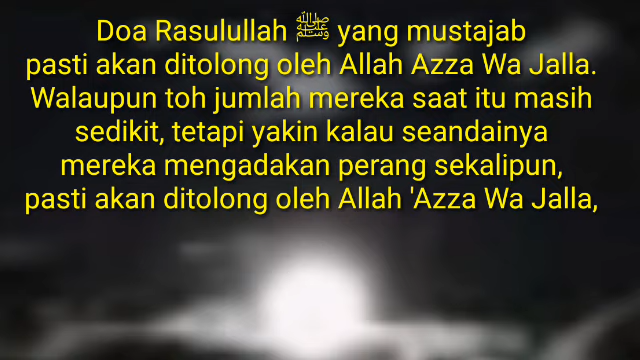 Doa Rasulullah ﷺ yang mustajab
pasti akan ditolong oleh Allah Azza Wa Jalla.
Walaupun toh jumlah mereka saat itu masih
sedikit, tetapi yakin kalau seandainya
mereka mengadakan perang sekalipun,
pasti akan ditolong oleh Allah 'Azza Wa Jalla,